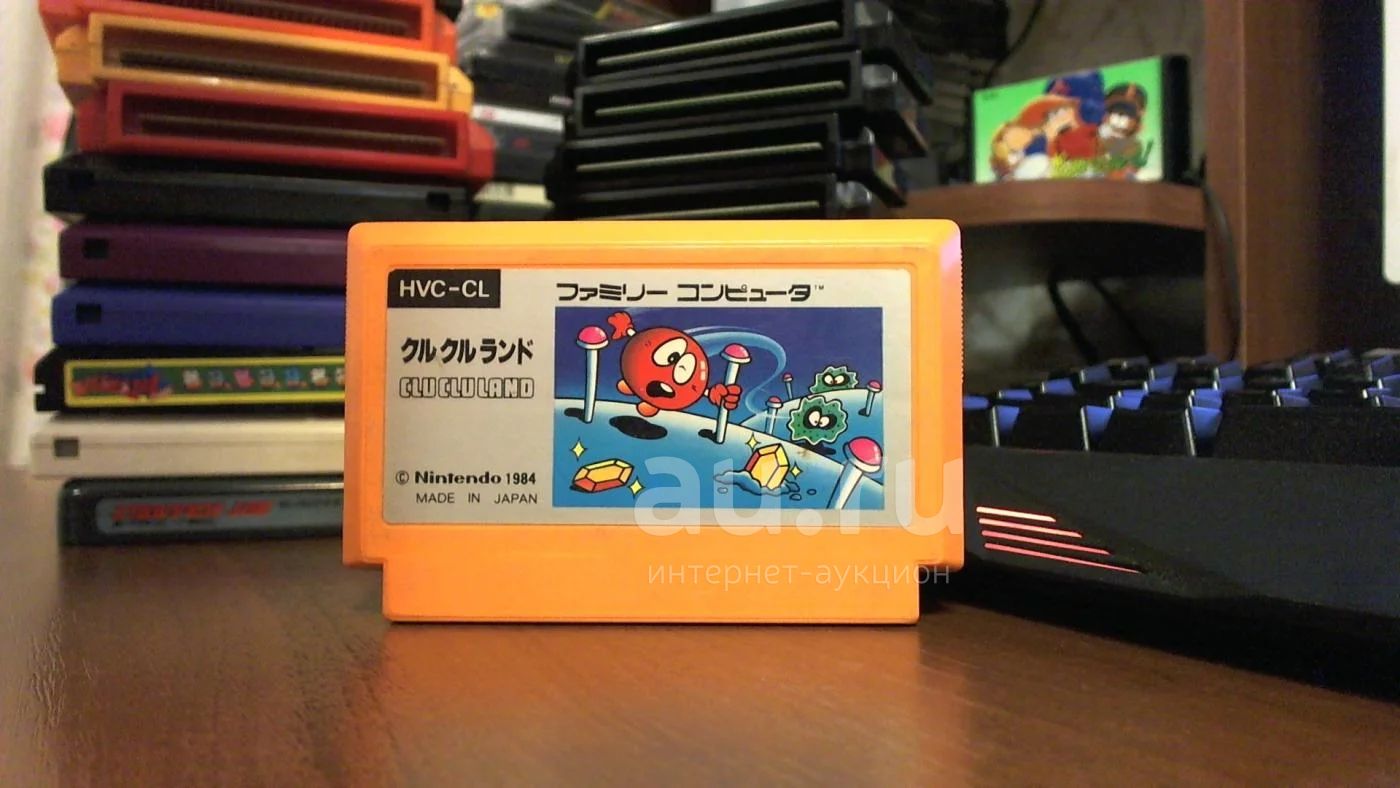 HVC-CL
ファミリー コンピュータ™
クルクルランド
CLU CLU LAND
© Nintendo 1984
MADE IN JAPAN
au.ru
интернет-аукцион